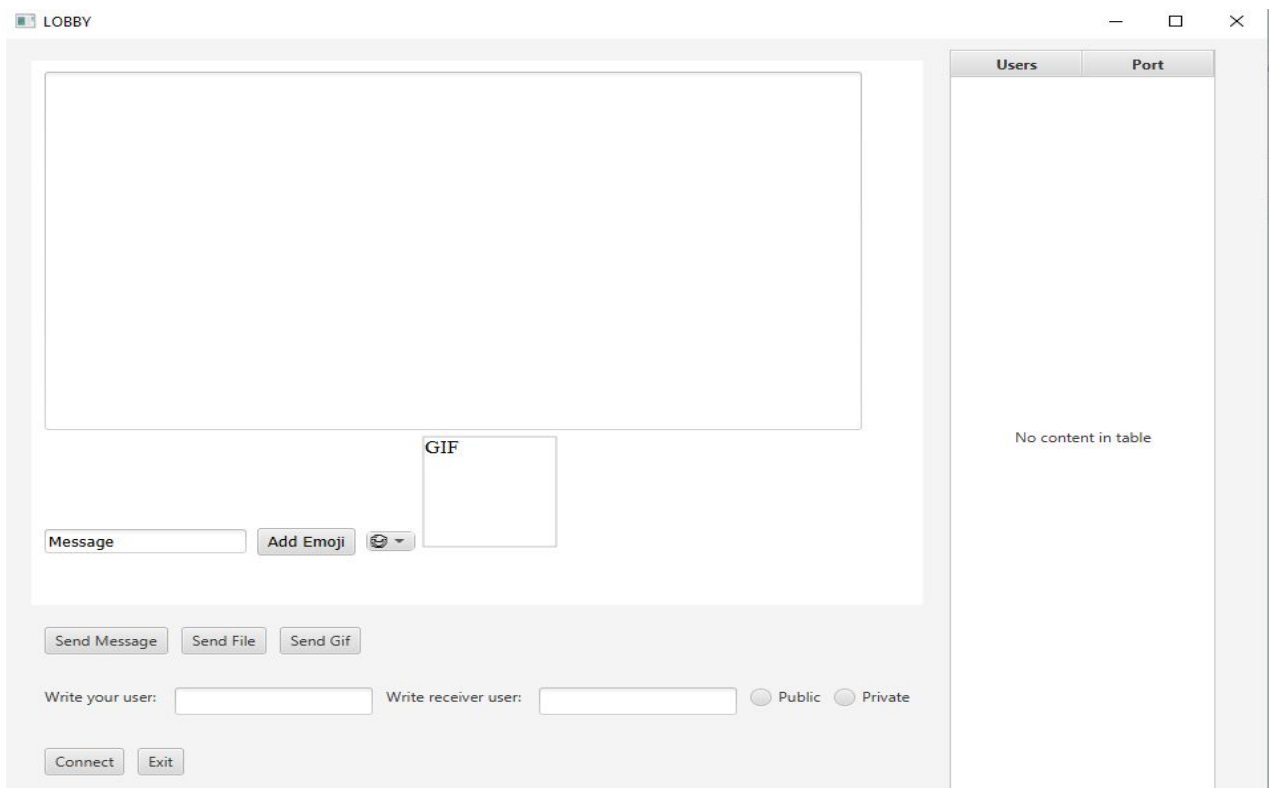 LOBBY
Users Port
No content in table
GIF
Message Add Emoji
Send Message Send File Send Gif
Write your user: Write receiver user: Public Private
Connect Exit